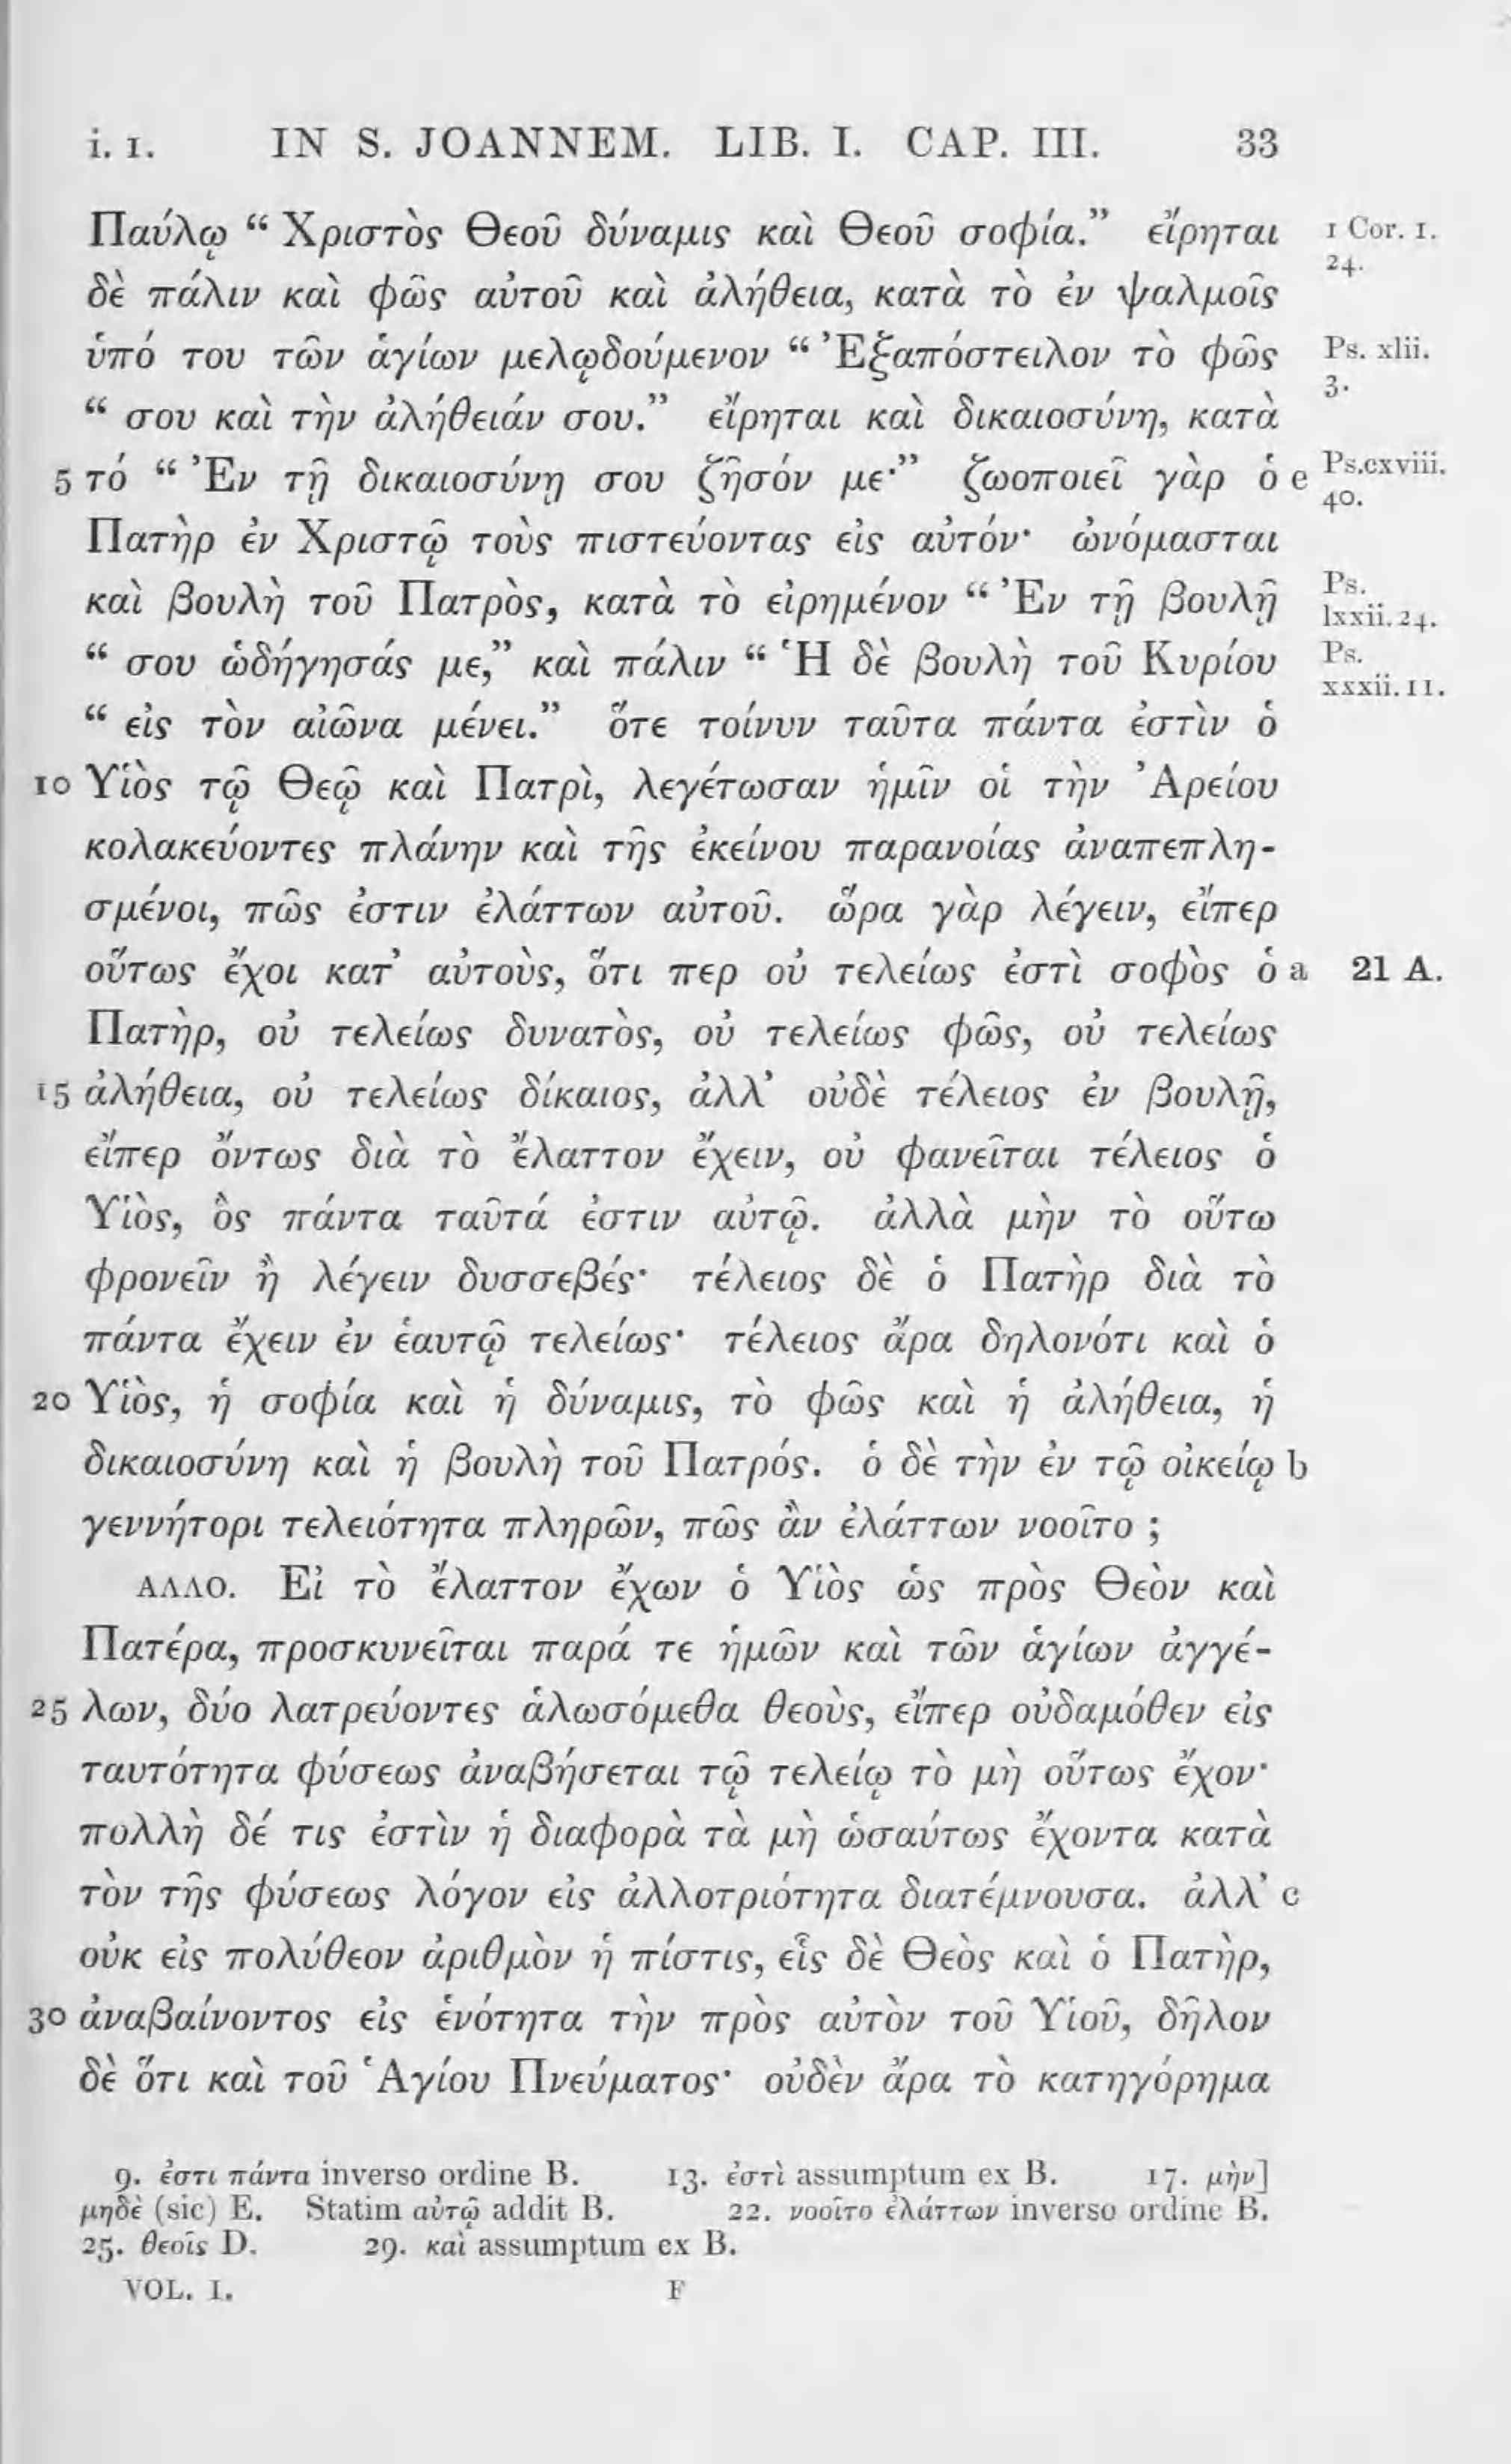 i. 1. IN S. JOANNEM. LIB. I. CAP. III. 33
Παύλῳ “ Χριστὸς Θεοῦ δύναμις καὶ Θεοῦ σοφία.” εἴρηται 1 Cor. 1. 24.
δὲ πάλιν καὶ φῶς αὐτοῦ καὶ ἀλήθεια, κατὰ τὸ ἐν ψαλμοῖς
ὑπό του τῶν ἁγίων μελῳδούμενον “ Ἐξαπόστειλον τὸ φῶς Ps. xlii. 3.
“ σου καὶ τὴν ἀλήθειάν σου.” εἴρηται καὶ δικαιοσύνη, κατὰ
5 τό “ Ἐν τῇ δικαιοσύνῃ σου ζῆσόν με·” ζωοποιεῖ γὰρ ὁ e Ps.cxviii. 40.
Πατὴρ ἐν Χριστῷ τοὺς πιστεύοντας εἰς αὐτόν· ὠνόμασται
καὶ βουλὴ τοῦ Πατρὸς, κατὰ τὸ εἰρημένον “ Ἐν τῇ βουλῇ Ps. lxxii. 24.
“ σου ὡδήγησάς με,” καὶ πάλιν “ Ἡ δὲ βουλὴ τοῦ Κυρίου Ps. xxxii. 11.
“ εἰς τὸν αἰῶνα μένει.” ὅτε τοίνυν ταῦτα πάντα ἐστὶν ὁ
10 Υἱὸς τῷ Θεῷ καὶ Πατρὶ, λεγέτωσαν ἡμῖν οἱ τὴν Ἀρείου
κολακεύοντες πλάνην καὶ τῆς ἐκείνου παρανοίας ἀναπεπλη-
σμένοι, πῶς ἐστιν ἐλάττων αὐτοῦ. ὥρα γὰρ λέγειν, εἴπερ
οὕτως ἔχοι κατ’ αὐτοὺς, ὅτι περ οὐ τελείως ἐστὶ σοφὸς ὁ a 21 A.
Πατὴρ, οὐ τελείως δυνατὸς, οὐ τελείως φῶς, οὐ τελείως
15 ἀλήθεια, οὐ τελείως δίκαιος, ἀλλ’ οὐδὲ τέλειος ἐν βουλῇ,
εἴπερ ὄντως διὰ τὸ ἔλαττον ἔχειν, οὐ φανεῖται τέλειος ὁ
Υἱὸς, ὃς πάντα ταῦτά ἐστιν αὐτῷ. ἀλλὰ μὴν τὸ οὕτω
φρονεῖν ἢ λέγειν δυσσεβές· τέλειος δὲ ὁ Πατὴρ διὰ τὸ
πάντα ἔχειν ἐν ἑαυτῷ τελείως· τέλειος ἄρα δηλονότι καὶ ὁ
20 Υἱὸς, ἡ σοφία καὶ ἡ δύναμις, τὸ φῶς καὶ ἡ ἀλήθεια, ἡ
δικαιοσύνη καὶ ἡ βουλὴ τοῦ Πατρός. ὁ δὲ τὴν ἐν τῷ οἰκείῳ b
γεννήτορι τελειότητα πληρῶν, πῶς ἂν ἐλάττων νοοῖτο ;
ΑΛΛΟ. Εἰ τὸ ἔλαττον ἔχων ὁ Υἱὸς ὡς πρὸς Θεὸν καὶ
Πατέρα, προσκυνεῖται παρά τε ἡμῶν καὶ τῶν ἁγίων ἀγγέ-
25 λων, δύο λατρεύοντες ἁλωσόμεθα θεοὺς, εἴπερ οὐδαμόθεν εἰς
ταυτότητα φύσεως ἀναβήσεται τῷ τελείῳ τὸ μὴ οὕτως ἔχον·
πολλὴ δέ τις ἐστὶν ἡ διαφορὰ τὰ μὴ ὡσαύτως ἔχοντα κατὰ
τὸν τῆς φύσεως λόγον εἰς ἀλλοτριότητα διατέμνουσα. ἀλλ’ c
οὐκ εἰς πολύθεον ἀριθμὸν ἡ πίστις, εἷς δὲ Θεὸς καὶ ὁ Πατὴρ,
30 ἀναβαίνοντος εἰς ἑνότητα τὴν πρὸς αὐτὸν τοῦ Υἱοῦ, δῆλον
δὲ ὅτι καὶ τοῦ Ἁγίου Πνεύματος· οὐδὲν ἄρα τὸ κατηγόρημα
9. ἐστι πάντα inverso ordine B. 13. ἐστὶ assumptum ex B. 17. μὴν]
μηδὲ (sic) E. Statim αὐτῷ addit B. 22. νοοῖτο ἐλάττων inverso ordine B.
25. θεοῖς D. 29. καὶ assumptum ex B.
VOL. I. F